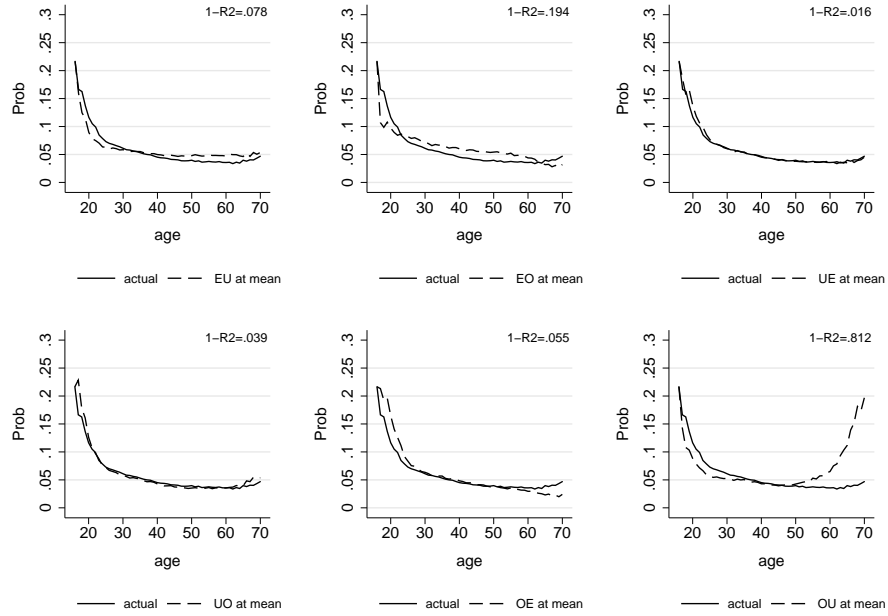 1−R2=.078
.3
.25
.2
.15
.1
.05
0
Prob
20 30 40 50 60 70
age
actual EU at mean
1−R2=.194
.3
.25
.2
.15
.1
.05
0
Prob
20 30 40 50 60 70
age
actual EO at mean
1−R2=.016
.3
.25
.2
.15
.1
.05
0
Prob
20 30 40 50 60 70
age
actual UE at mean
1−R2=.039
.3
.25
.2
.15
.1
.05
0
Prob
20 30 40 50 60 70
age
actual UO at mean
1−R2=.055
.3
.25
.2
.15
.1
.05
0
Prob
20 30 40 50 60 70
age
actual OE at mean
1−R2=.812
.3
.25
.2
.15
.1
.05
0
Prob
20 30 40 50 60 70
age
actual OU at mean